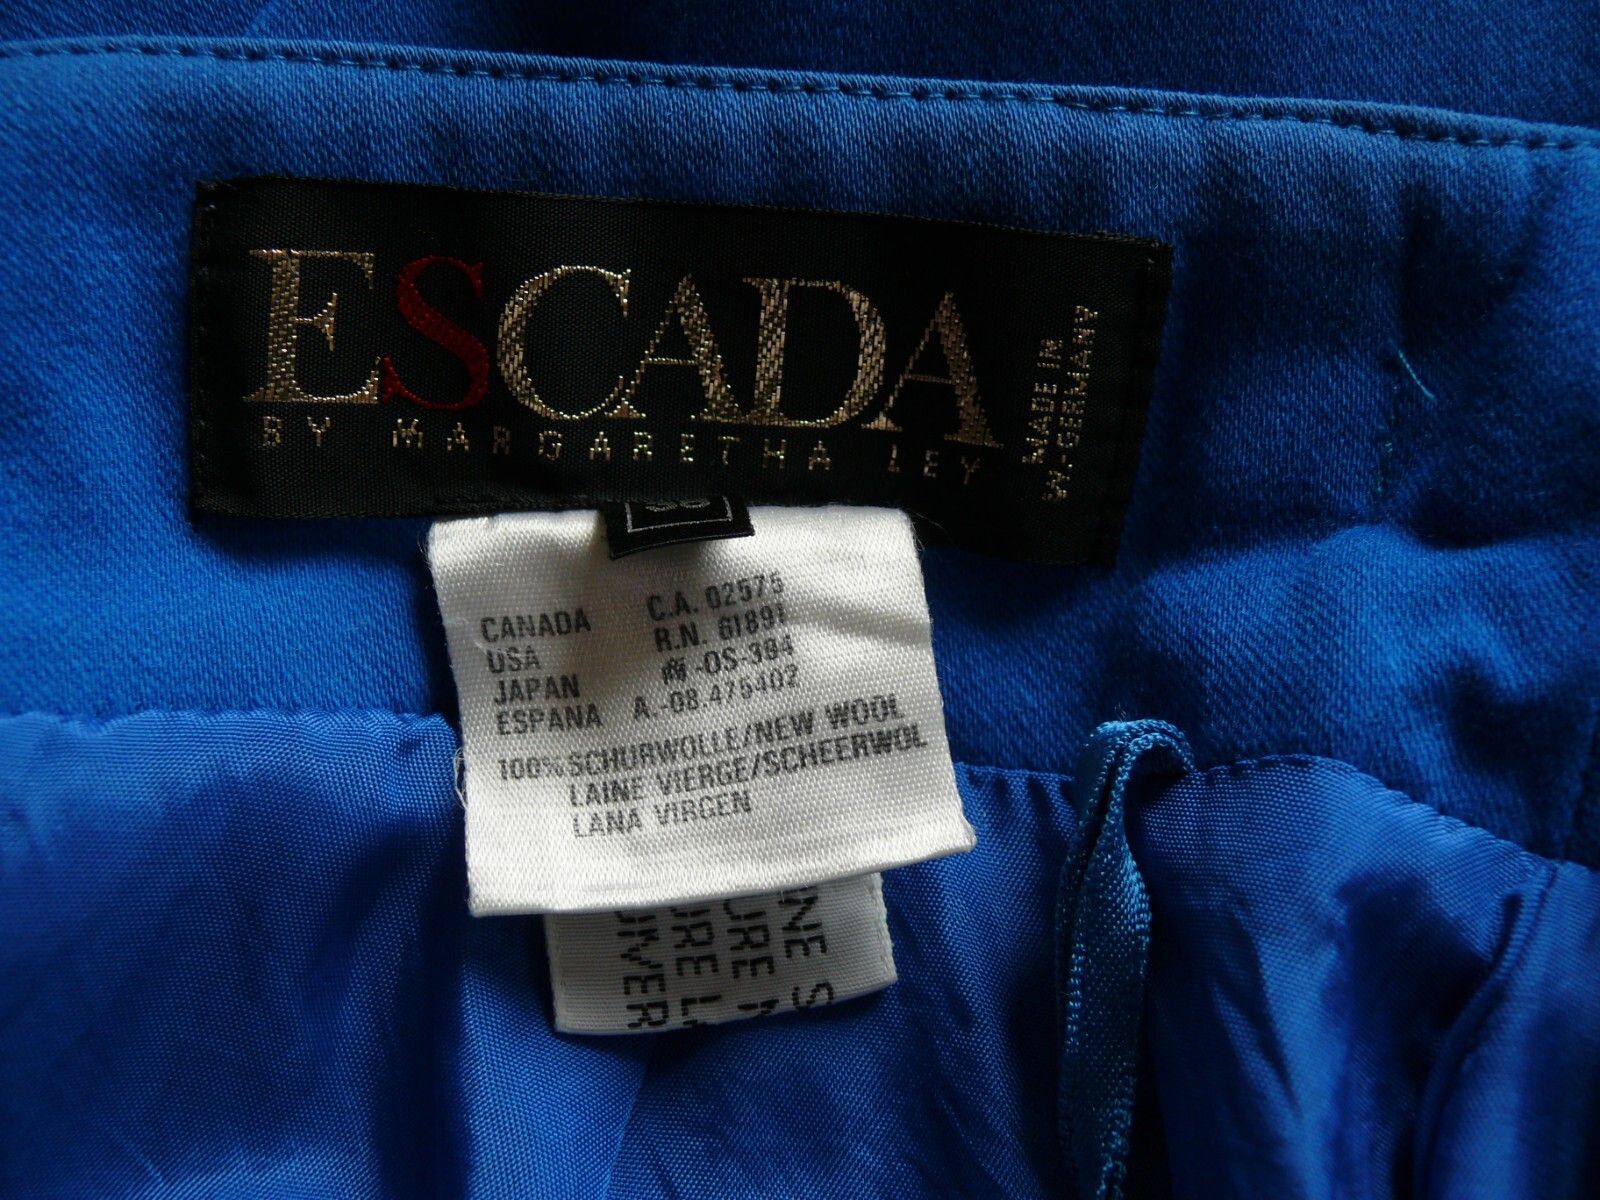 ESCADA
BY MARGARETHA LEY
MADE IN
W.-GERMANY
CANADA C.A. 02575
USA R.N. 61891
JAPAN -OS-394
ESPANA A.-08.475402
100% SCHURWOLLE/NEW WOOL
LAINE VIERGE/SCHEERWOL
LANA VIRGEN